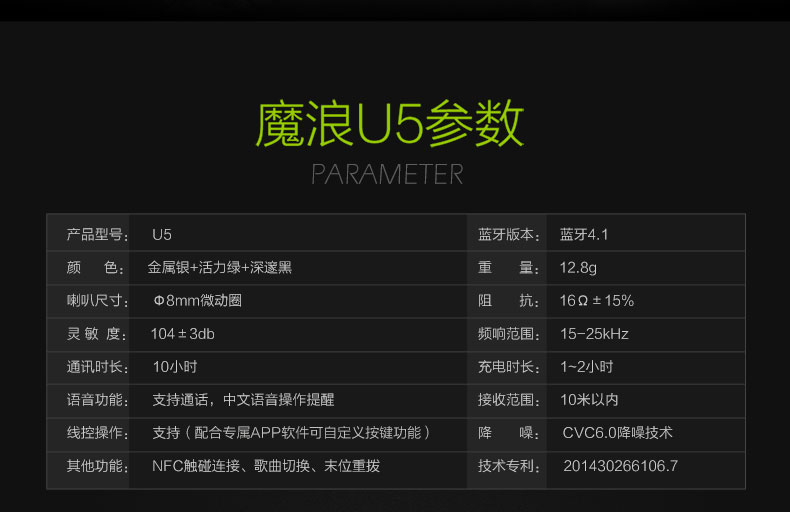 魔浪U5参数
PARAMETER
产品型号： U5 蓝牙版本： 蓝牙4.1
颜 色： 金属银+活力绿+深邃黑 重 量： 12.8g
喇叭尺寸： Φ8mm微动圈 阻 抗： 16Ω±15%
灵 敏 度： 104±3db 频响范围： 15-25kHz
通讯时长： 10小时 充电时长： 1~2小时
语音功能： 支持通话，中文语音操作提醒 接收范围： 10米以内
线控操作： 支持（配合专属APP软件可自定义按键功能） 降 噪： CVC6.0降噪技术
其他功能： NFC触碰连接、歌曲切换、末位重拨 技术专利： 201430266106.7